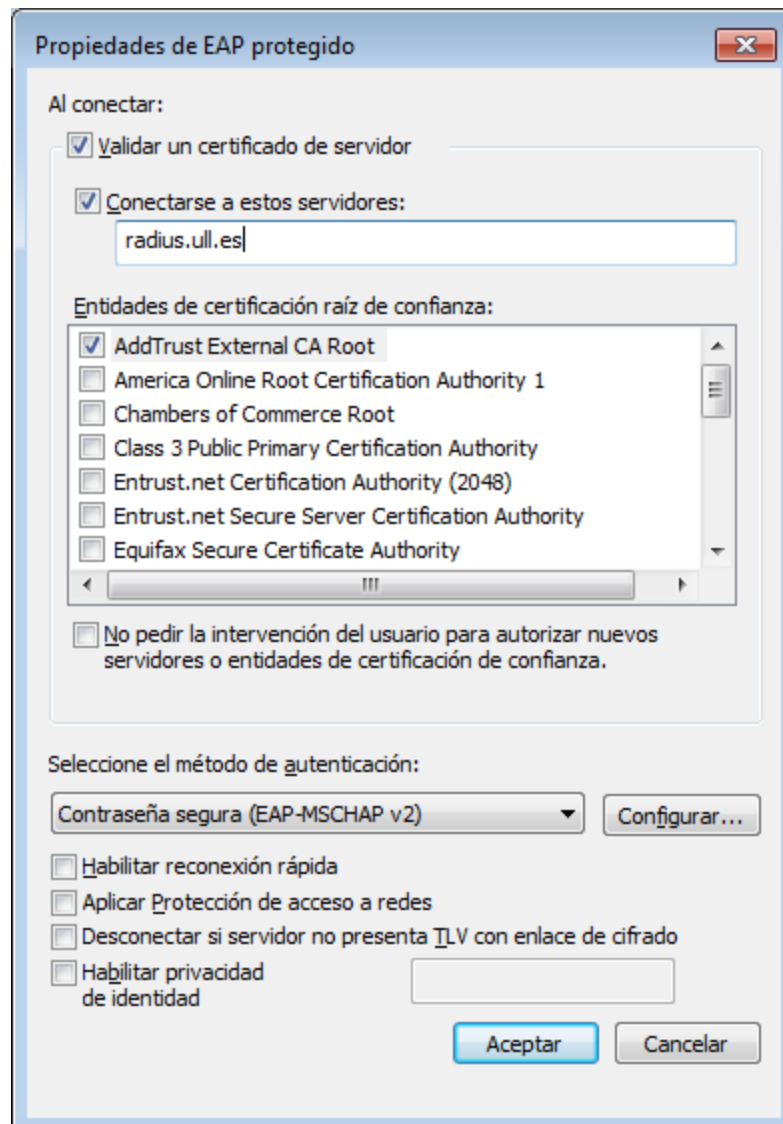 Propiedades de EAP protegido
Al conectar:
Validar un certificado de servidor
Conectarse a estos servidores:
radius.ull.es
Entidades de certificación raíz de confianza:
AddTrust External CA Root
America Online Root Certification Authority 1
Chambers of Commerce Root
Class 3 Public Primary Certification Authority
Entrust.net Certification Authority (2048)
Entrust.net Secure Server Certification Authority
Equifax Secure Certificate Authority
No pedir la intervención del usuario para autorizar nuevos
servidores o entidades de certificación de confianza.
Seleccione el método de autenticación:
Contraseña segura (EAP-MSCHAP v2)
Configurar...
Habilitar reconexión rápida
Aplicar Protección de acceso a redes
Desconectar si servidor no presenta TLV con enlace de cifrado
Habilitar privacidad
de identidad
Aceptar
Cancelar